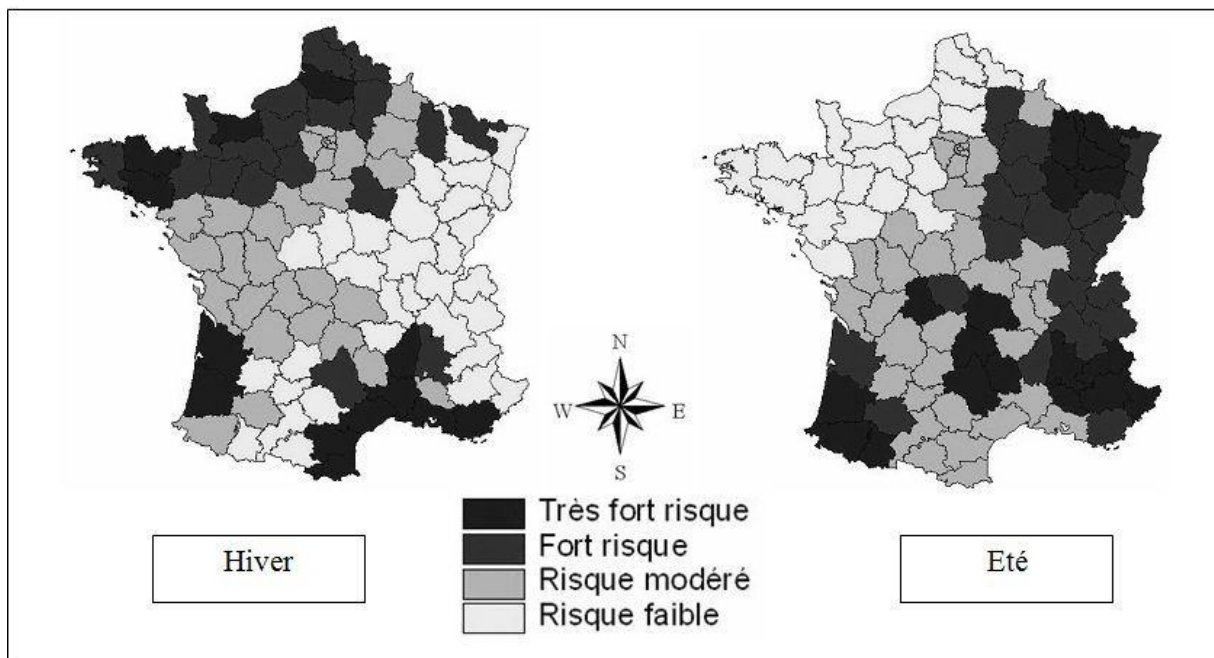 N
W
E
S
Très fort risque
Fort risque
Risque modéré
Risque faible
Hiver
Eté